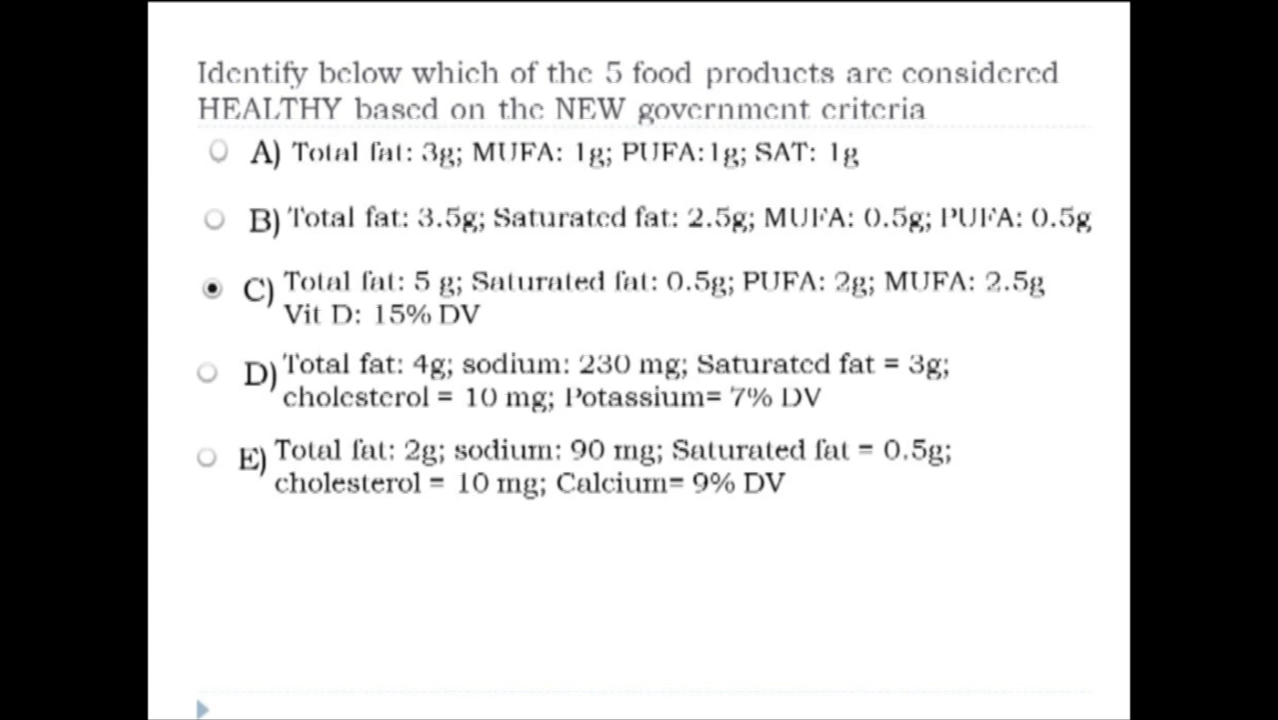 Identify below which of the 5 food products are considered
HEALTHY based on the NEW government criteria
A) Total fat: 3g; MUFA: 1g; PUFA:1g; SAT: 1g
B) Total fat: 3.5g; Saturated fat: 2.5g; MUFA: 0.5g; PUFA: 0.5g
C) Total fat: 5 g; Saturated fat: 0.5g; PUFA: 2g; MUFA: 2.5g
Vit D: 15% DV
D) Total fat: 4g; sodium: 230 mg; Saturated fat = 3g;
cholesterol = 10 mg; Potassium= 7% DV
E) Total fat: 2g; sodium: 90 mg; Saturated fat = 0.5g;
cholesterol = 10 mg; Calcium= 9% DV